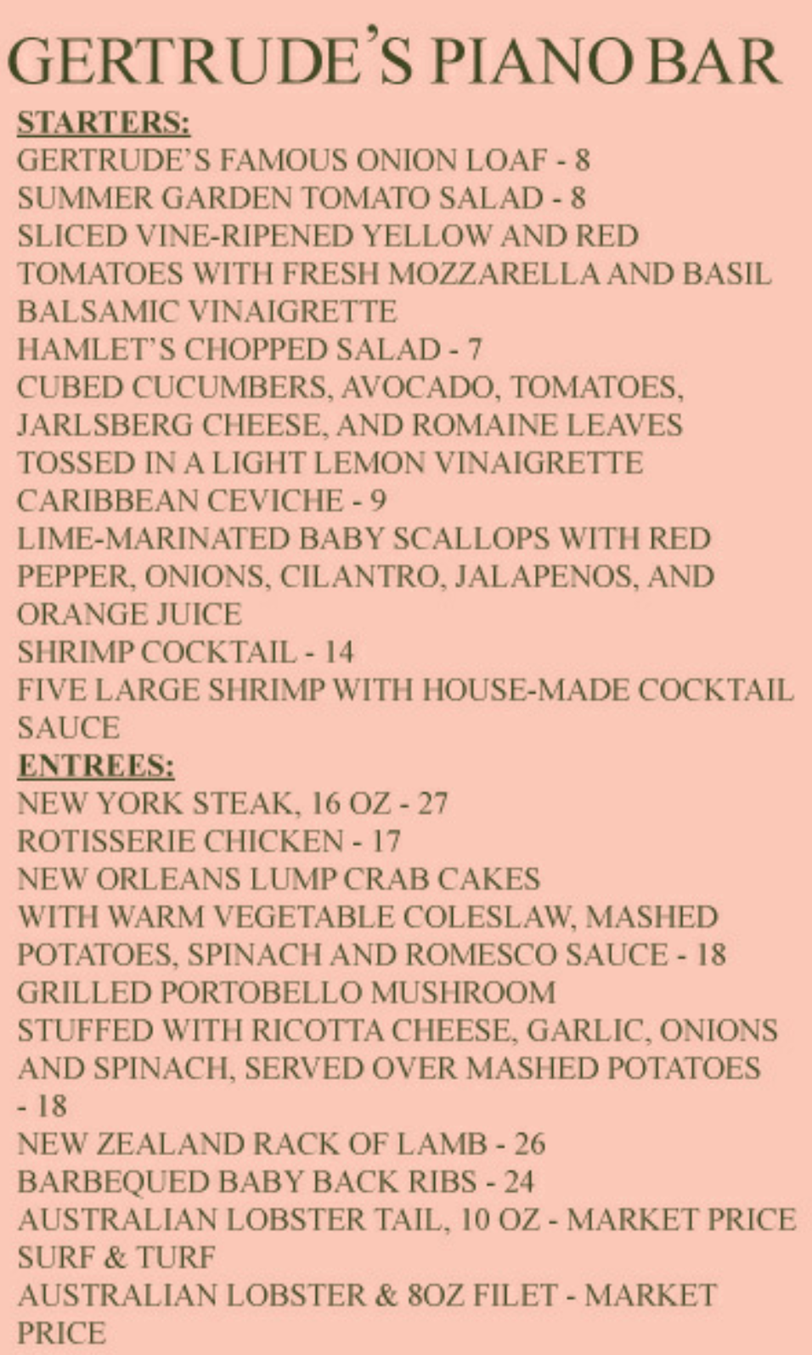 GERTRUDE'S PIANO BAR
STARTERS:
GERTRUDE'S FAMOUS ONION LOAF - 8
SUMMER GARDEN TOMATO SALAD - 8
SLICED VINE-RIPENED YELLOW AND RED
TOMATOES WITH FRESH MOZZARELLA AND BASIL
BALSAMIC VINAIGRETTE
HAMLET'S CHOPPED SALAD - 7
CUBED CUCUMBERS, AVOCADO, TOMATOES,
JARLSBERG CHEESE, AND ROMAINE LEAVES
TOSSED IN A LIGHT LEMON VINAIGRETTE
CARIBBEAN CEVICHE - 9
LIME-MARINATED BABY SCALLOPS WITH RED
PEPPER, ONIONS, CILANTRO, JALAPENOS, AND
ORANGE JUICE
SHRIMP COCKTAIL - 14
FIVE LARGE SHRIMP WITH HOUSE-MADE COCKTAIL
SAUCE
ENTREES:
NEW YORK STEAK, 16 OZ - 27
ROTISSERIE CHICKEN - 17
NEW ORLEANS LUMP CRAB CAKES
WITH WARM VEGETABLE COLESLAW, MASHED
POTATOES, SPINACH AND ROMESCO SAUCE - 18
GRILLED PORTOBELLO MUSHROOM
STUFFED WITH RICOTTA CHEESE, GARLIC, ONIONS
AND SPINACH, SERVED OVER MASHED POTATOES
- 18
NEW ZEALAND RACK OF LAMB - 26
BARBEQUED BABY BACK RIBS - 24
AUSTRALIAN LOBSTER TAIL, 10 OZ - MARKET PRICE
SURF & TURF
AUSTRALIAN LOBSTER & 8OZ FILET - MARKET
PRICE